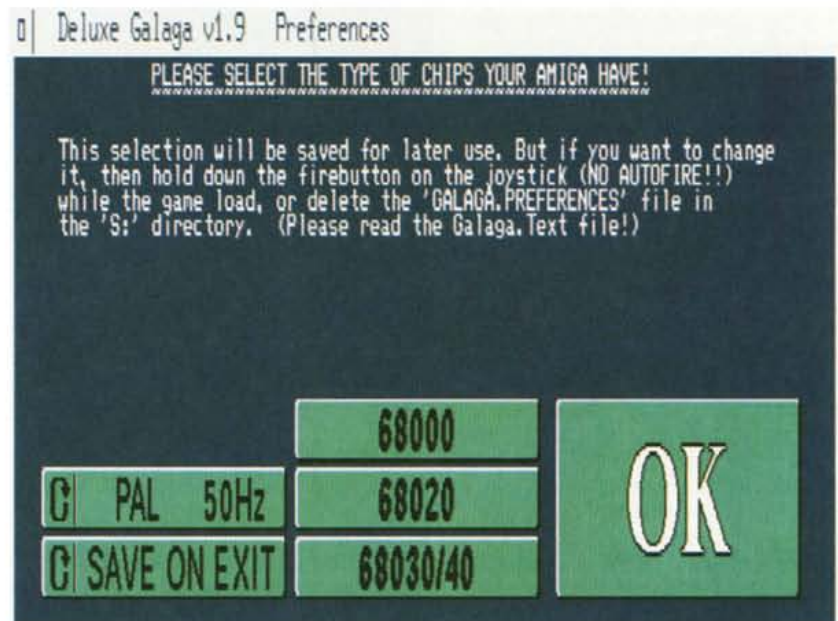 Deluxe Galaga v1.9 Preferences
PLEASE SELECT THE TYPE OF CHIPS YOUR AMIGA HAVE!
This selection will be saved for later use. But if you want to change
it, then hold down the firebutton on the joystick (NO AUTOFIRE!!)
while the game load, or delete the 'GALAGA.PREFERENCES' file in
the 'S:' directory. (Please read the Galaga.Text file!)
68000
PAL 50Hz
68020
OK
SAVE ON EXIT
68030/40